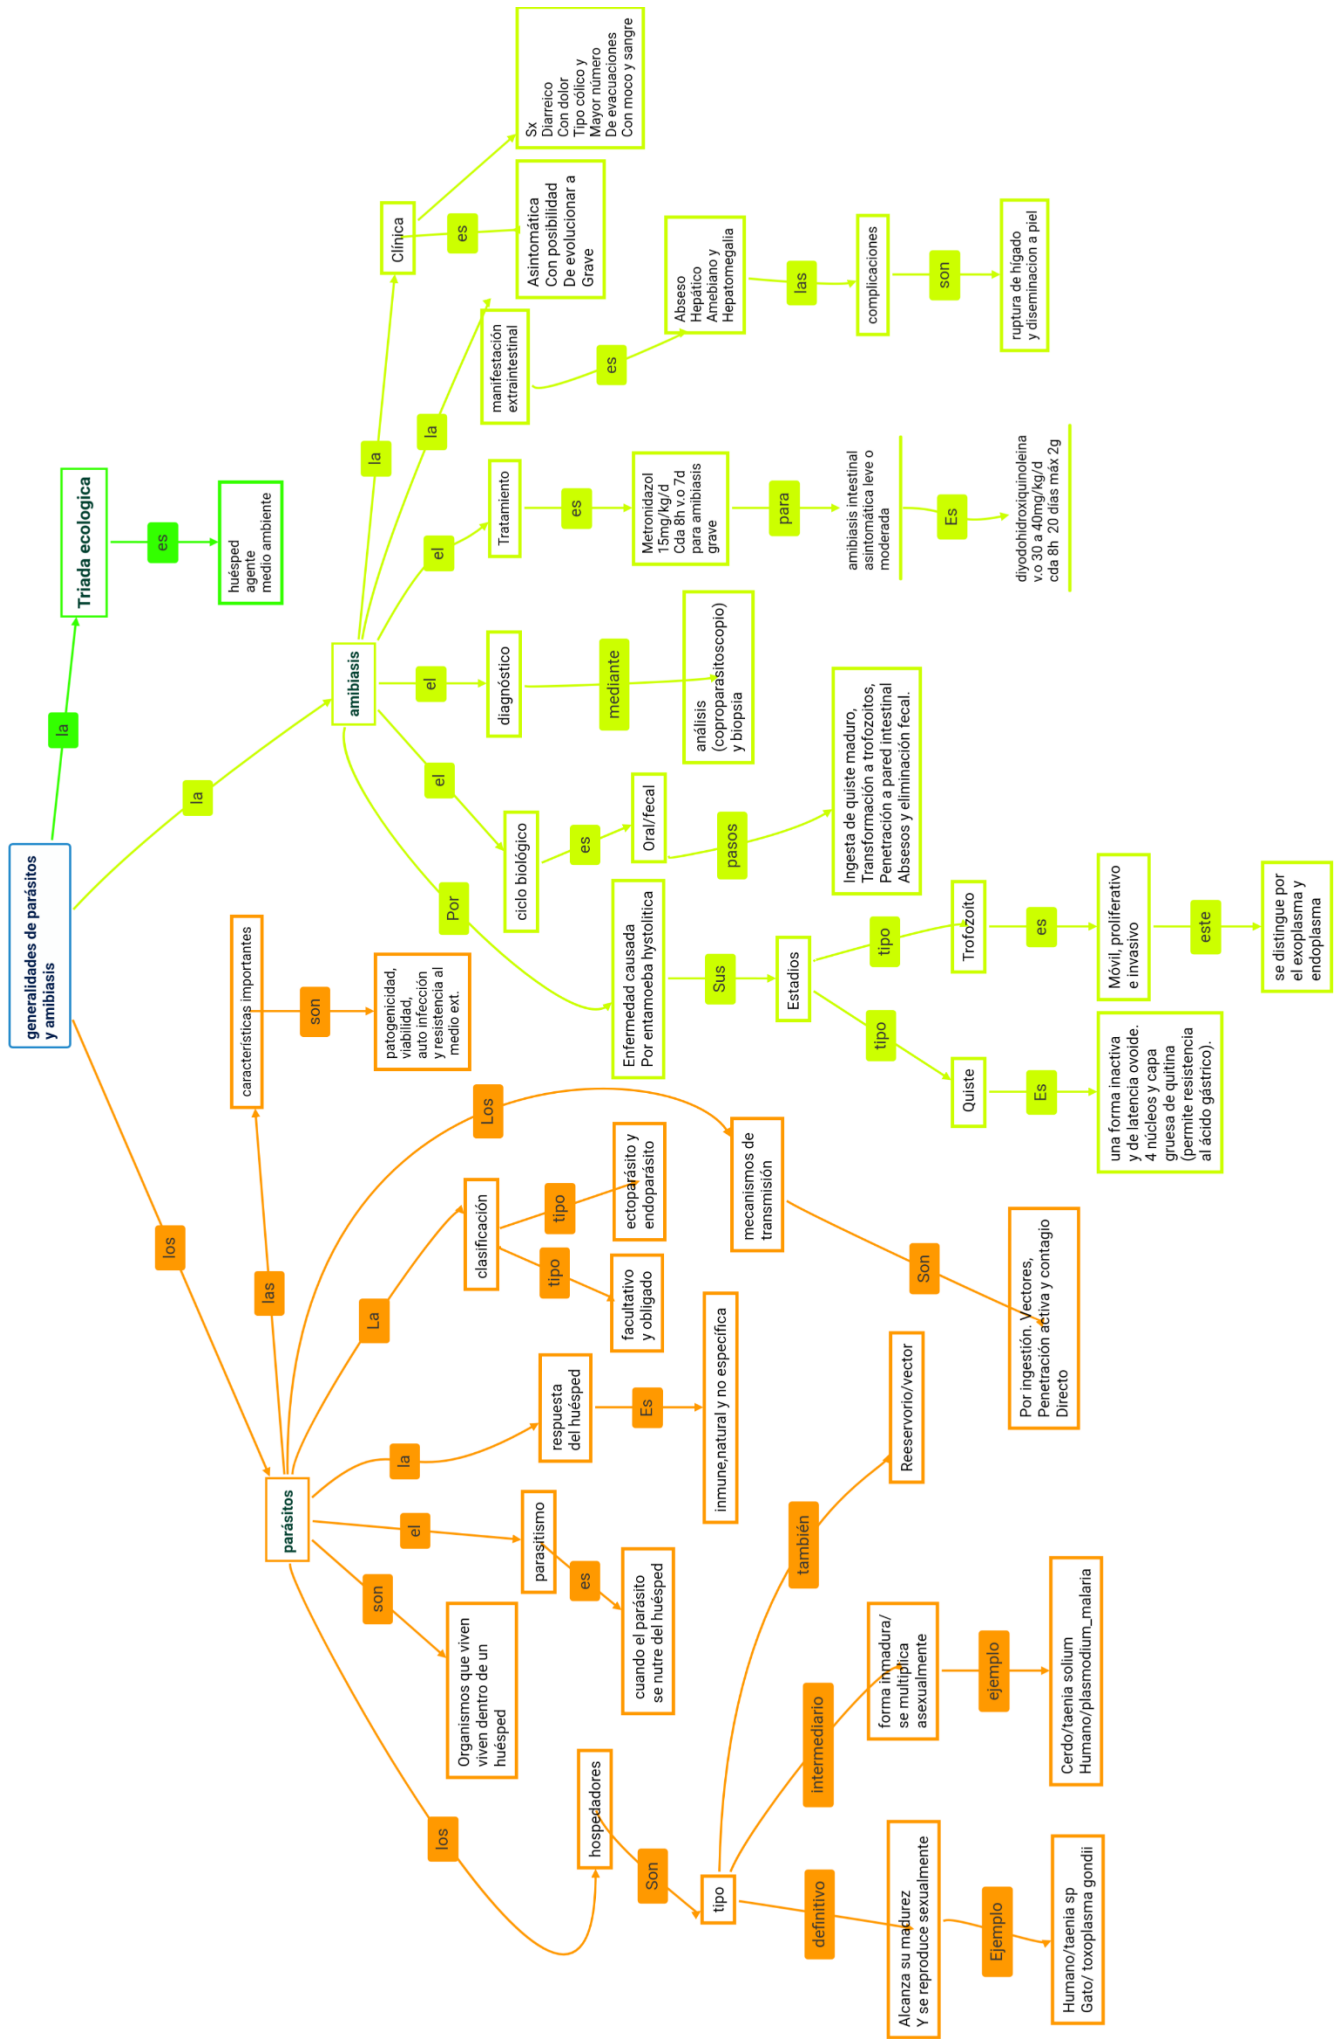 generalidades de parásitos
y amibiasis
los
parásitos
los
hospedadores
Son
tipo
definitivo
Alcanza su madurez
Y se reproduce sexualmente
Ejemplo
Humano/taenia sp
Gato/ toxoplasma gondii
intermediario
forma inmadura/
se multiplica
asexualmente
ejemplo
Cerdo/taenia solium
Humano/plasmodium_malaria
también
Reeservorio/vector
son
Organismos que viven
viven dentro de un
huésped
el
parasitismo
es
cuando el parásito
se nutre del huésped
la
respuesta
del huésped
Es
inmune,natural y no específica
La
clasificación
tipo
facultativo
y obligado
tipo
ectoparásito y
endoparásito
Los
mecanismos de
transmisión
Son
Por ingestión. Vectores,
Penetración activa y contagio
Directo
las
características importantes
son
patogenicidad,
viabilidad,
auto infección
y resistencia al
medio ext.
la
amibiasis
Por
Enfermedad causada
Por entamoeba hystolitica
Sus
Estadios
tipo
Quiste
Es
una forma inactiva
y de latencia ovoide.
4 núcleos y capa
gruesa de quitina
(permite resistencia
al ácido gástrico).
tipo
Trofozoíto
es
Móvil, proliferativo
e invasivo
este
se distingue por
el exoplasma y
endoplasma
el
ciclo biológico
es
Oral/fecal
pasos
Ingesta de quiste maduro,
Transformación a trofozoitos,
Penetración a pared intestinal
Absesos y eliminación fecal.
el
diagnóstico
mediante
análisis
(coproparasitoscopio)
y biopsia
el
Tratamiento
es
Metronidazol
15mg/kg/d
Cda 8h v.o 7d
para amibiasis
grave
para
amibiasis intestinal
asintomática leve o
moderada
Es
diyodohidroxiquinoleina
v.o 30 a 40mg/kg/d
cda 8h  20 días máx 2g
la
manifestación
extraintestinal
es
Abseso
Hepático
Amebiano y
Hepatomegalia
las
complicaciones
son
ruptura de hígado
y diseminacion a piel
la
Clínica
es
Asintomática
Con posibilidad
De evolucionar a
Grave
Sx
Diarreico
Con dolor
Tipo cólico y
Mayor número
De evacuaciones
Con moco y sangre
la
Triada ecologica
es
huésped
agente
medio ambiente